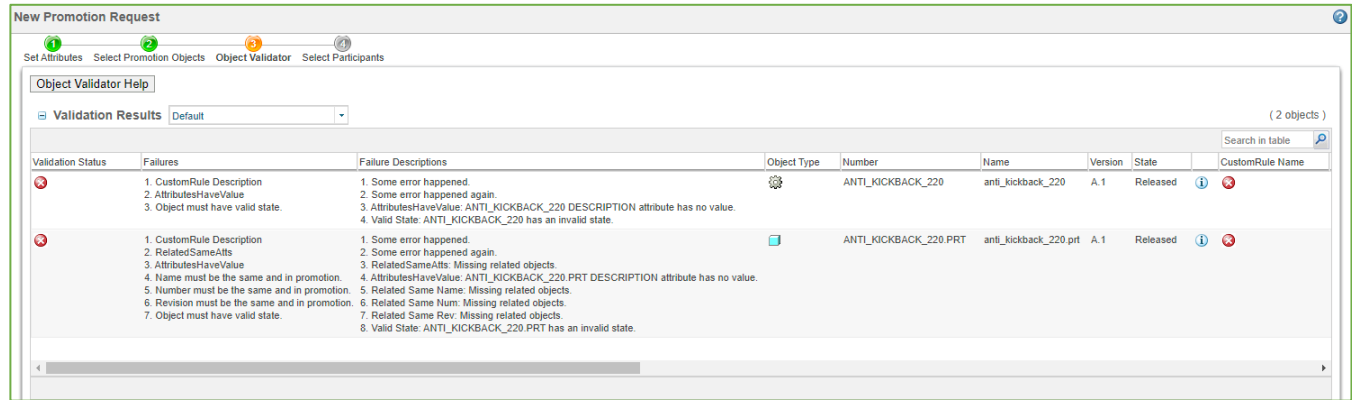 New Promotion Request
1 2 3 4
Set Attributes Select Promotion Objects Object Validator Select Participants
Object Validator Help
Validation Results Default ( 2 objects )
Search in table
Validation Status Failures Failure Descriptions Object Type Number Name Version State CustomRule Name
1. CustomRule Description 1. Some error happened. ANTI_KICKBACK_220 anti_kickback_220 A.1 Released
2. AttributesHaveValue 2. Some error happened again.
3. Object must have valid state. 3. AttributesHaveValue: ANTI_KICKBACK_220 DESCRIPTION attribute has no value.
4. Valid State: ANTI_KICKBACK_220 has an invalid state.
1. CustomRule Description 1. Some error happened. ANTI_KICKBACK_220.PRT anti_kickback_220.prt A.1 Released
2. RelatedSameAtts 2. Some error happened again.
3. AttributesHaveValue 3. RelatedSameAtts: Missing related objects.
4. Name must be the same and in promotion. 4. AttributesHaveValue: ANTI_KICKBACK_220.PRT DESCRIPTION attribute has no value.
5. Number must be the same and in promotion. 5. Related Same Name: Missing related objects.
6. Revision must be the same and in promotion. 6. Related Same Num: Missing related objects.
7. Object must have valid state. 7. Related Same Rev: Missing related objects.
8. Valid State: ANTI_KICKBACK_220.PRT has an invalid state.